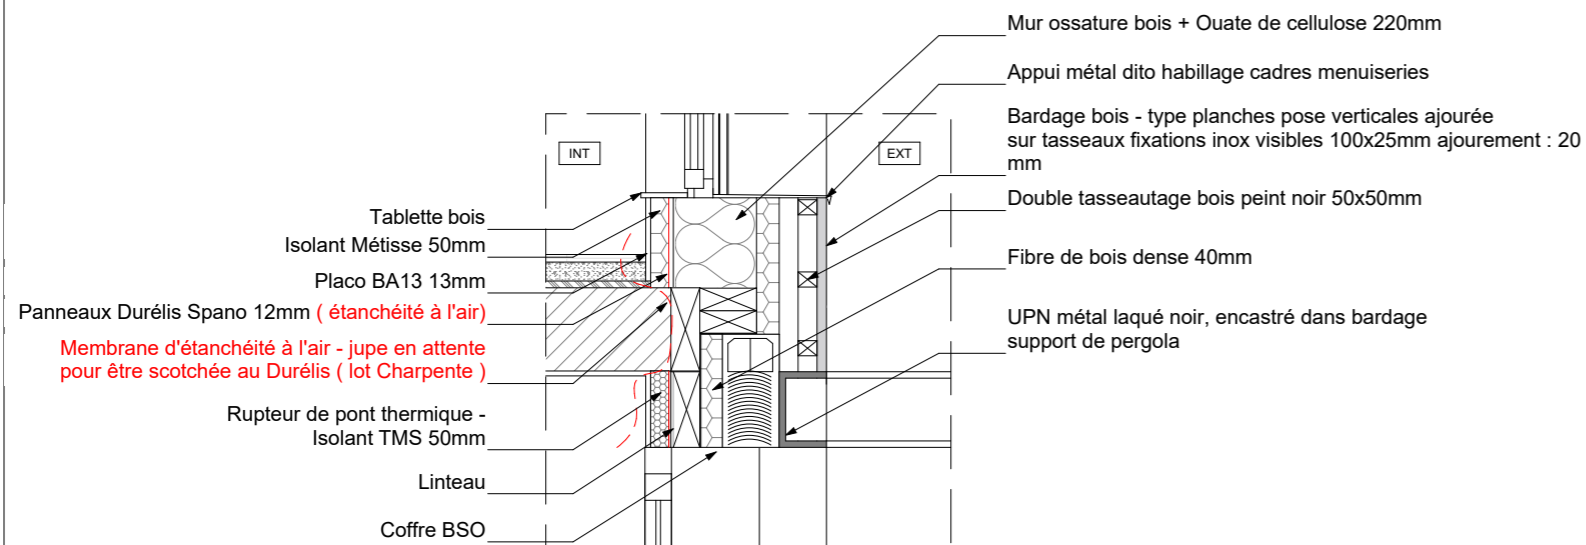 Mur ossature bois + Ouate de cellulose 220mm
Appui métal dito habillage cadres menuiseries
Bardage bois - type planches pose verticales ajourée
sur tasseaux fixations inox visibles 100x25mm ajourement : 20
mm
Double tasseautage bois peint noir 50x50mm
Fibre de bois dense 40mm
UPN métal laqué noir, encastré dans bardage
support de pergola
INT
EXT
Tablette bois
Isolant Métisse 50mm
Placo BA13 13mm
Panneaux Durélis Spano 12mm ( étanchéité à l'air)
Membrane d'étanchéité à l'air - jupe en attente
pour être scotchée au Durélis ( lot Charpente )
Rupteur de pont thermique -
Isolant TMS 50mm
Linteau
Coffre BSO